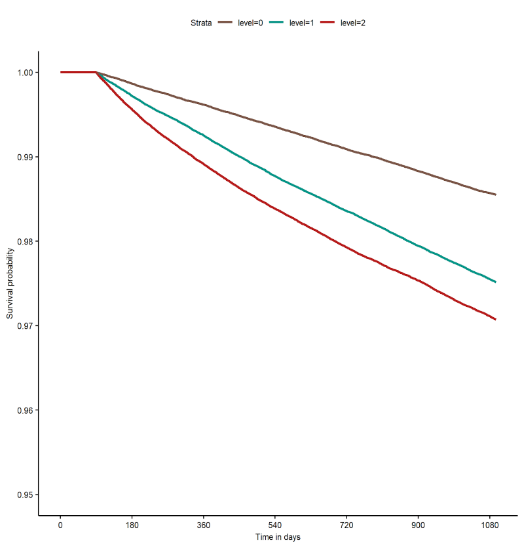 Strata level=0 level=1 level=2
1.00
0.99
0.98
0.97
0.96
0.95
Survival probability
0 180 360 540 720 900 1080
Time in days